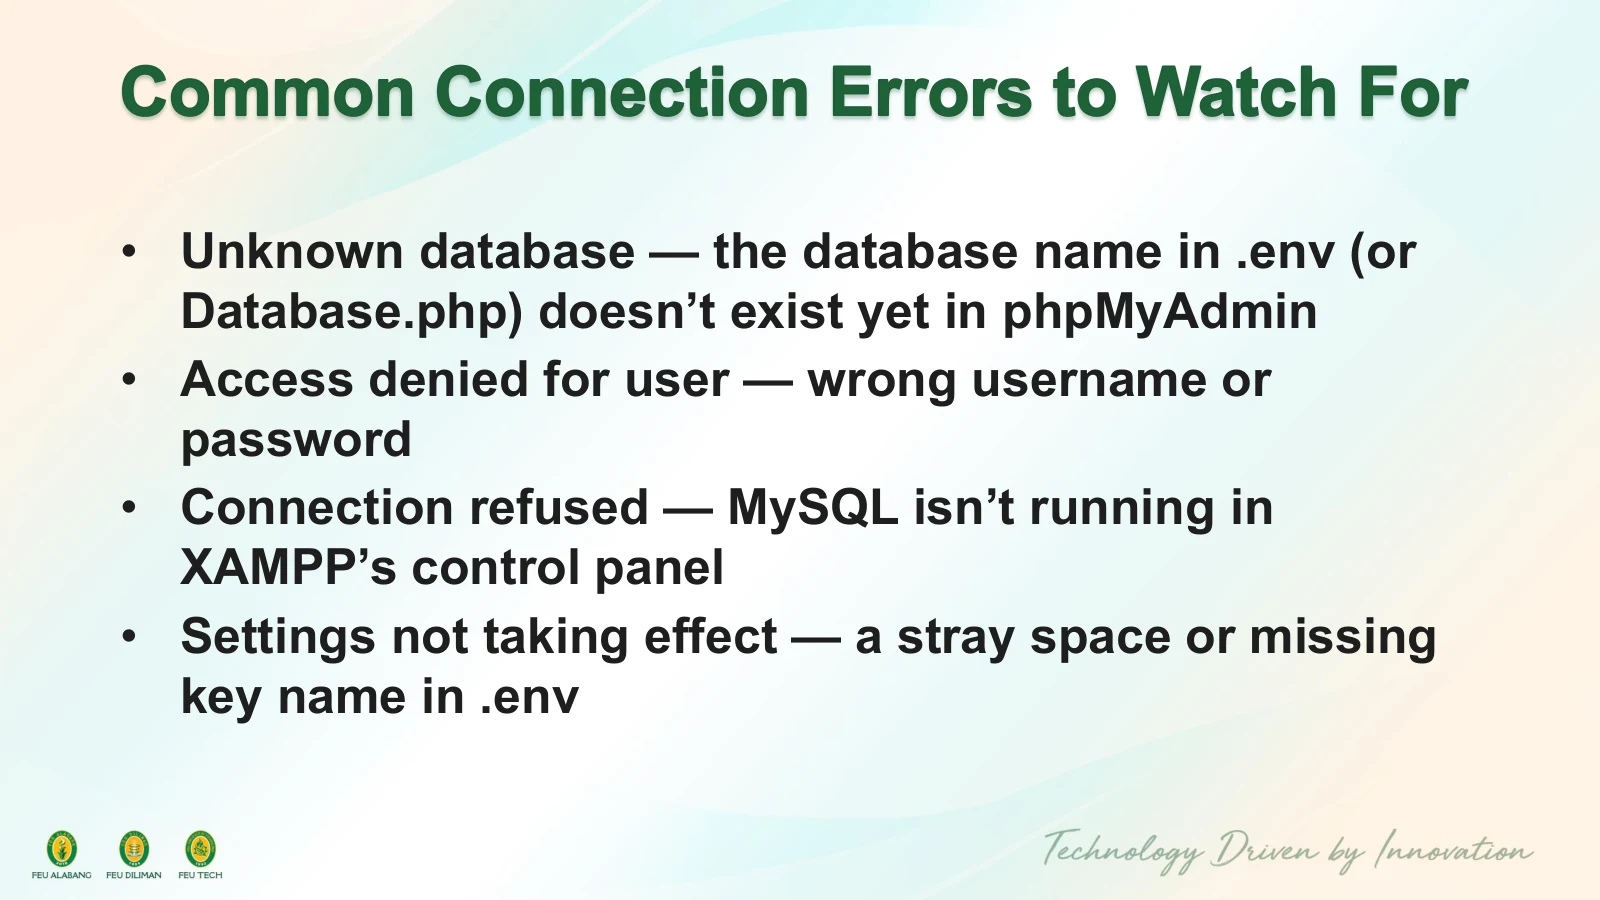 Common Connection Errors to Watch For
• Unknown database — the database name in .env (or
Database.php) doesn’t exist yet in phpMyAdmin
• Access denied for user — wrong username or
password
• Connection refused — MySQL isn’t running in
XAMPP’s control panel
• Settings not taking effect — a stray space or missing
key name in .env
FEU ALABANG
FEU DILIMAN
FEU TECH
Technology Driven by Innovation